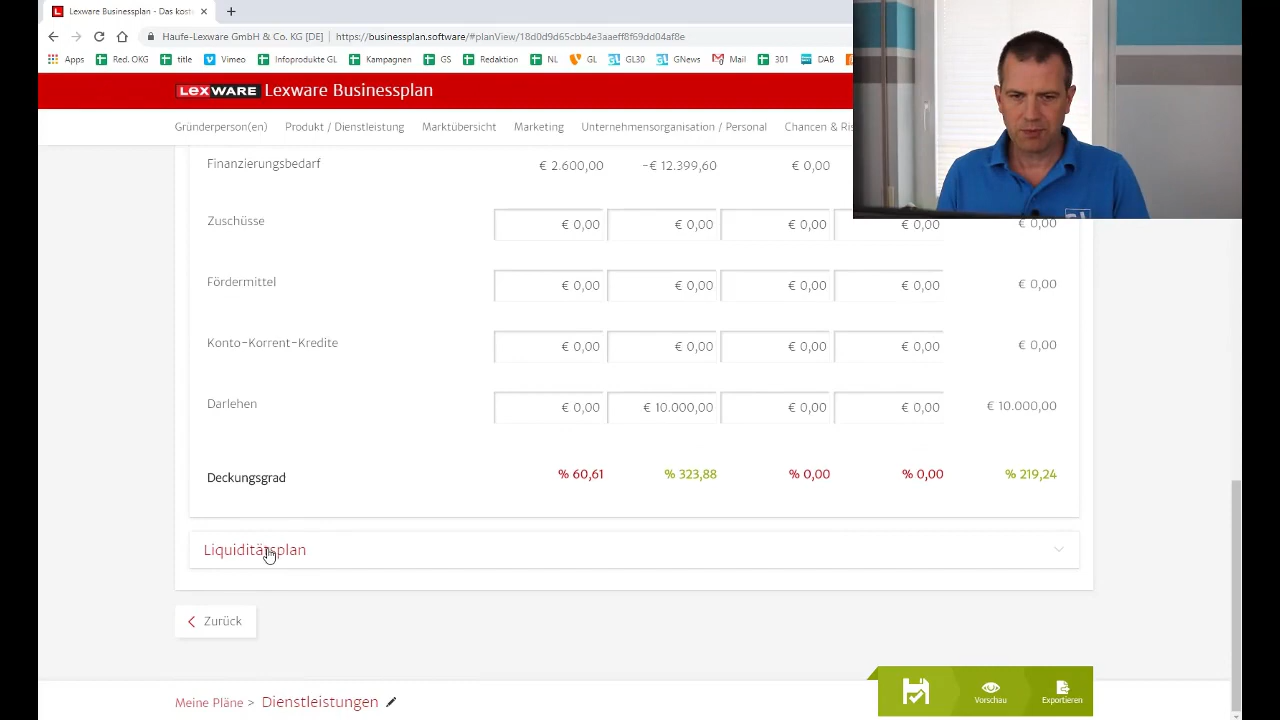 Lexware Businessplan - Das kost
Haufe-Lexware GmbH & Co. KG [DE] https://businessplan.software/#planView/18d0d9d65cbb4e3aaeff8f69dd04af8e
Apps Red. OKG title Vimeo Infoprodukte GL Kampagnen GS Redaktion NL GL GL30 GNews Mail 301 DAB
LEXWARE Lexware Businessplan
Gründerperson(en) Produkt / Dienstleistung Marktübersicht Marketing Unternehmensorganisation / Personal Chancen & Ris
Finanzierungsbedarf € 2.600,00 -€ 12.399,60 € 0,00
Zuschüsse € 0,00 € 0,00 € 0,00 € 0,00 € 0,00
Fördermittel € 0,00 € 0,00 € 0,00 € 0,00 € 0,00
Konto-Korrent-Kredite € 0,00 € 0,00 € 0,00 € 0,00 € 0,00
Darlehen € 0,00 € 10.000,00 € 0,00 € 0,00 € 10.000,00
Deckungsgrad % 60,61 % 323,88 % 0,00 % 0,00 % 219,24
Liquiditätsplan
Zurück
Meine Pläne > Dienstleistungen
Vorschau Exportieren